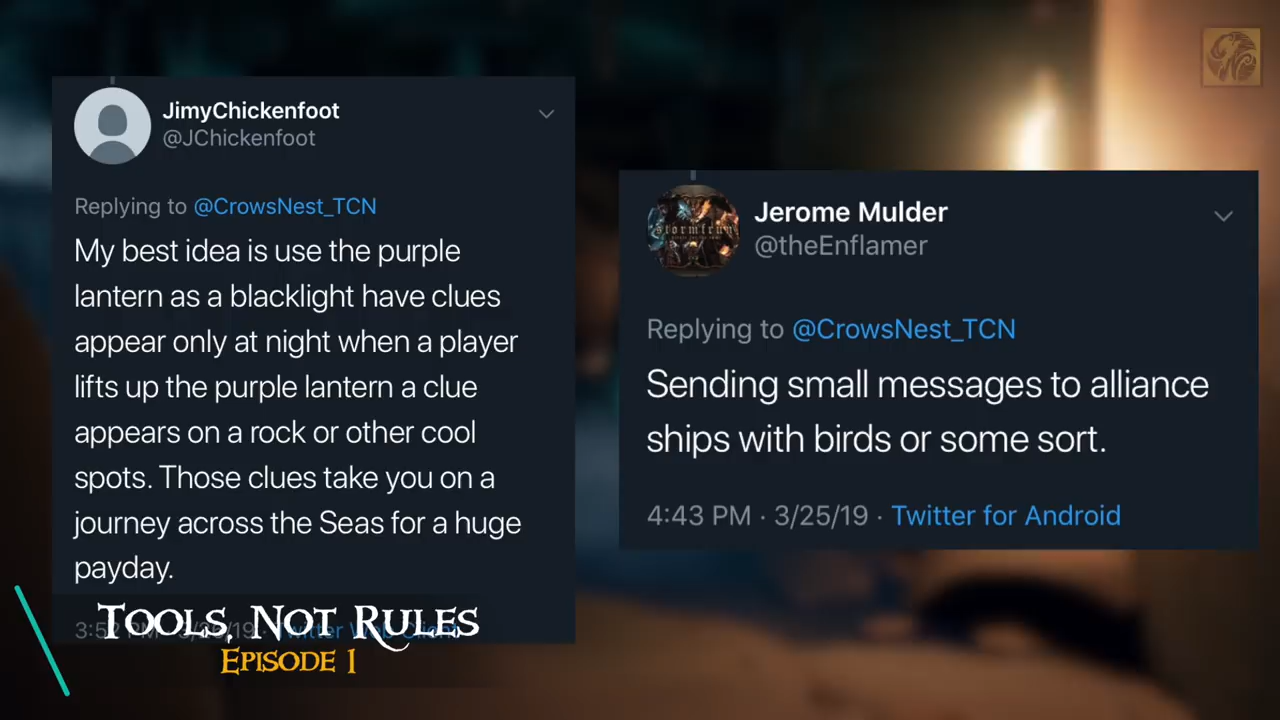 JimyChickenfoot
@JChickenfoot
Replying to @CrowsNest_TCN
My best idea is use the purple
lantern as a blacklight have clues
appear only at night when a player
lifts up the purple lantern a clue
appears on a rock or other cool
spots. Those clues take you on a
journey across the Seas for a huge
payday.
Tools, Not Rules
Episode 1
stormfrun
Jerome Mulder
@theEnflamer
Replying to @CrowsNest_TCN
Sending small messages to alliance
ships with birds or some sort.
4:43 PM · 3/25/19 · Twitter for Android